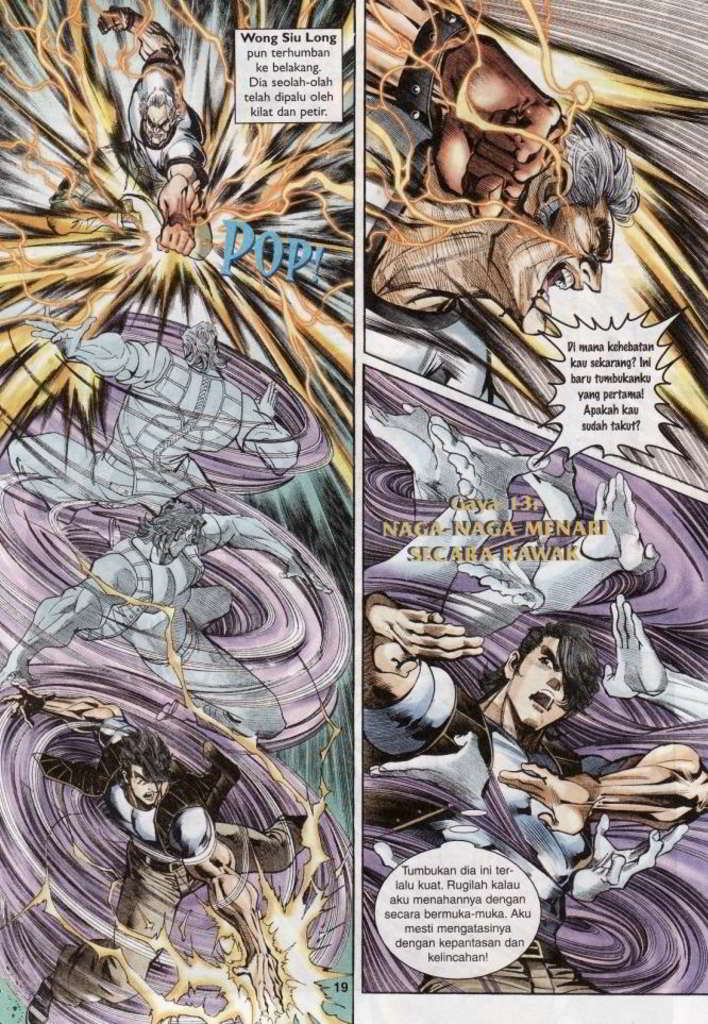 Wong Siu Long
pun terhumban
ke belakang.
Dia seolah-olah
telah dipalu oleh
kilat dan petir.
POP!
19
Di mana kehebatan
kau sekarang? Ini
baru tumbukanku
yang pertama!
Apakah kau
sudah takut?
Gaya 13:
NAGA-NAGA MENARI
SECARA RAWAK
Tumbukan dia ini ter-
lalu kuat. Rugilah kalau
aku menahannya dengan
secara bermuka-muka. Aku
mesti mengatasinya
dengan kepantasan dan
kelincahan!